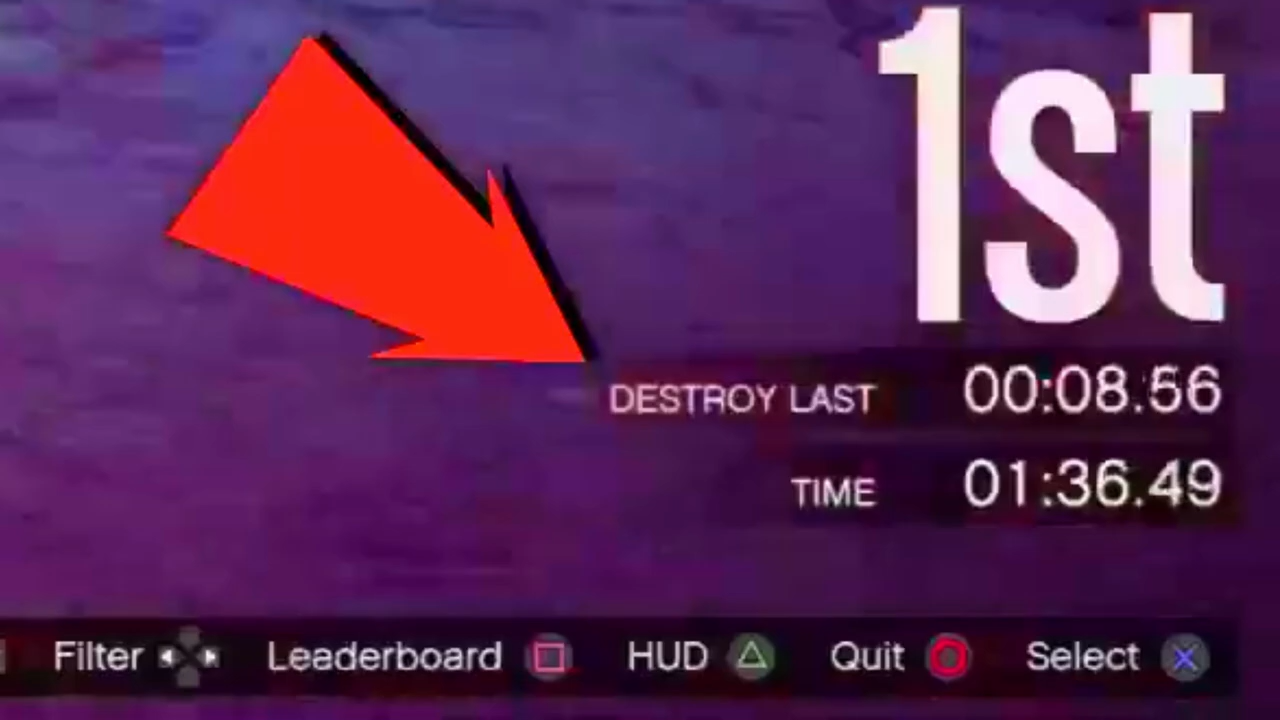 1st
DESTROY LAST 00:08.56
TIME 01:36.49
Filter Leaderboard HUD Quit Select